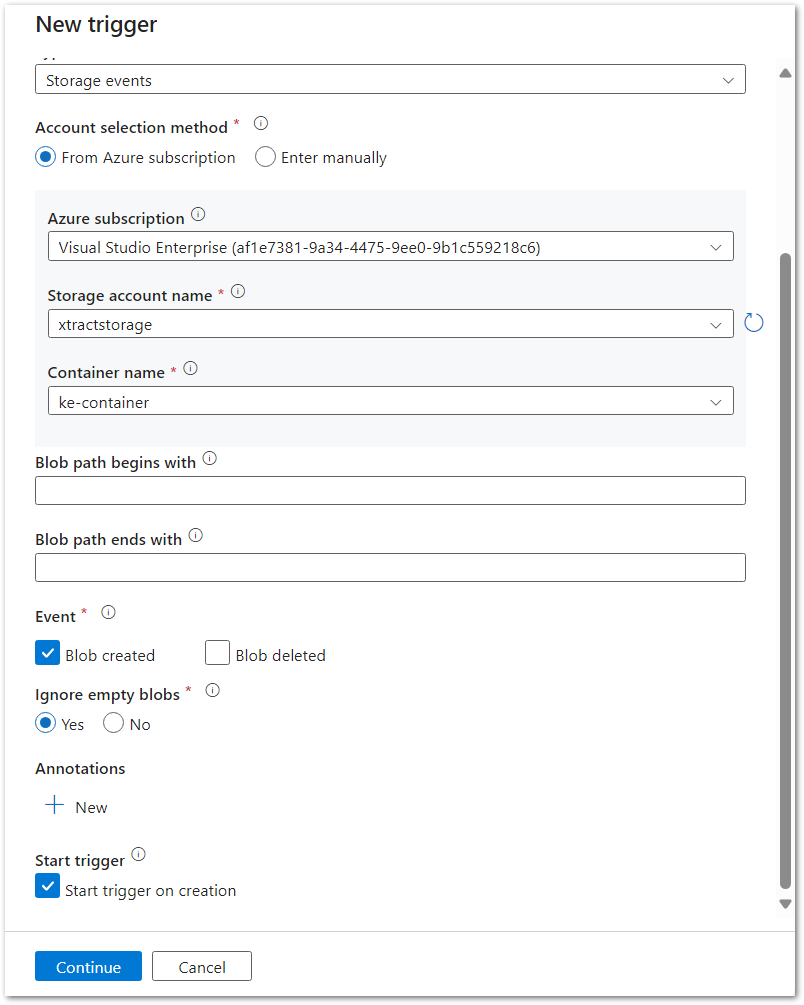 New trigger
Storage events
Account selection method *
From Azure subscription Enter manually
Azure subscription
Visual Studio Enterprise (af1e7381-9a34-4475-9ee0-9b1c559218c6)
Storage account name *
xtractstorage
Container name *
ke-container
Blob path begins with
Blob path ends with
Event *
Blob created Blob deleted
Ignore empty blobs *
Yes No
Annotations
New
Start trigger
Start trigger on creation
Continue Cancel